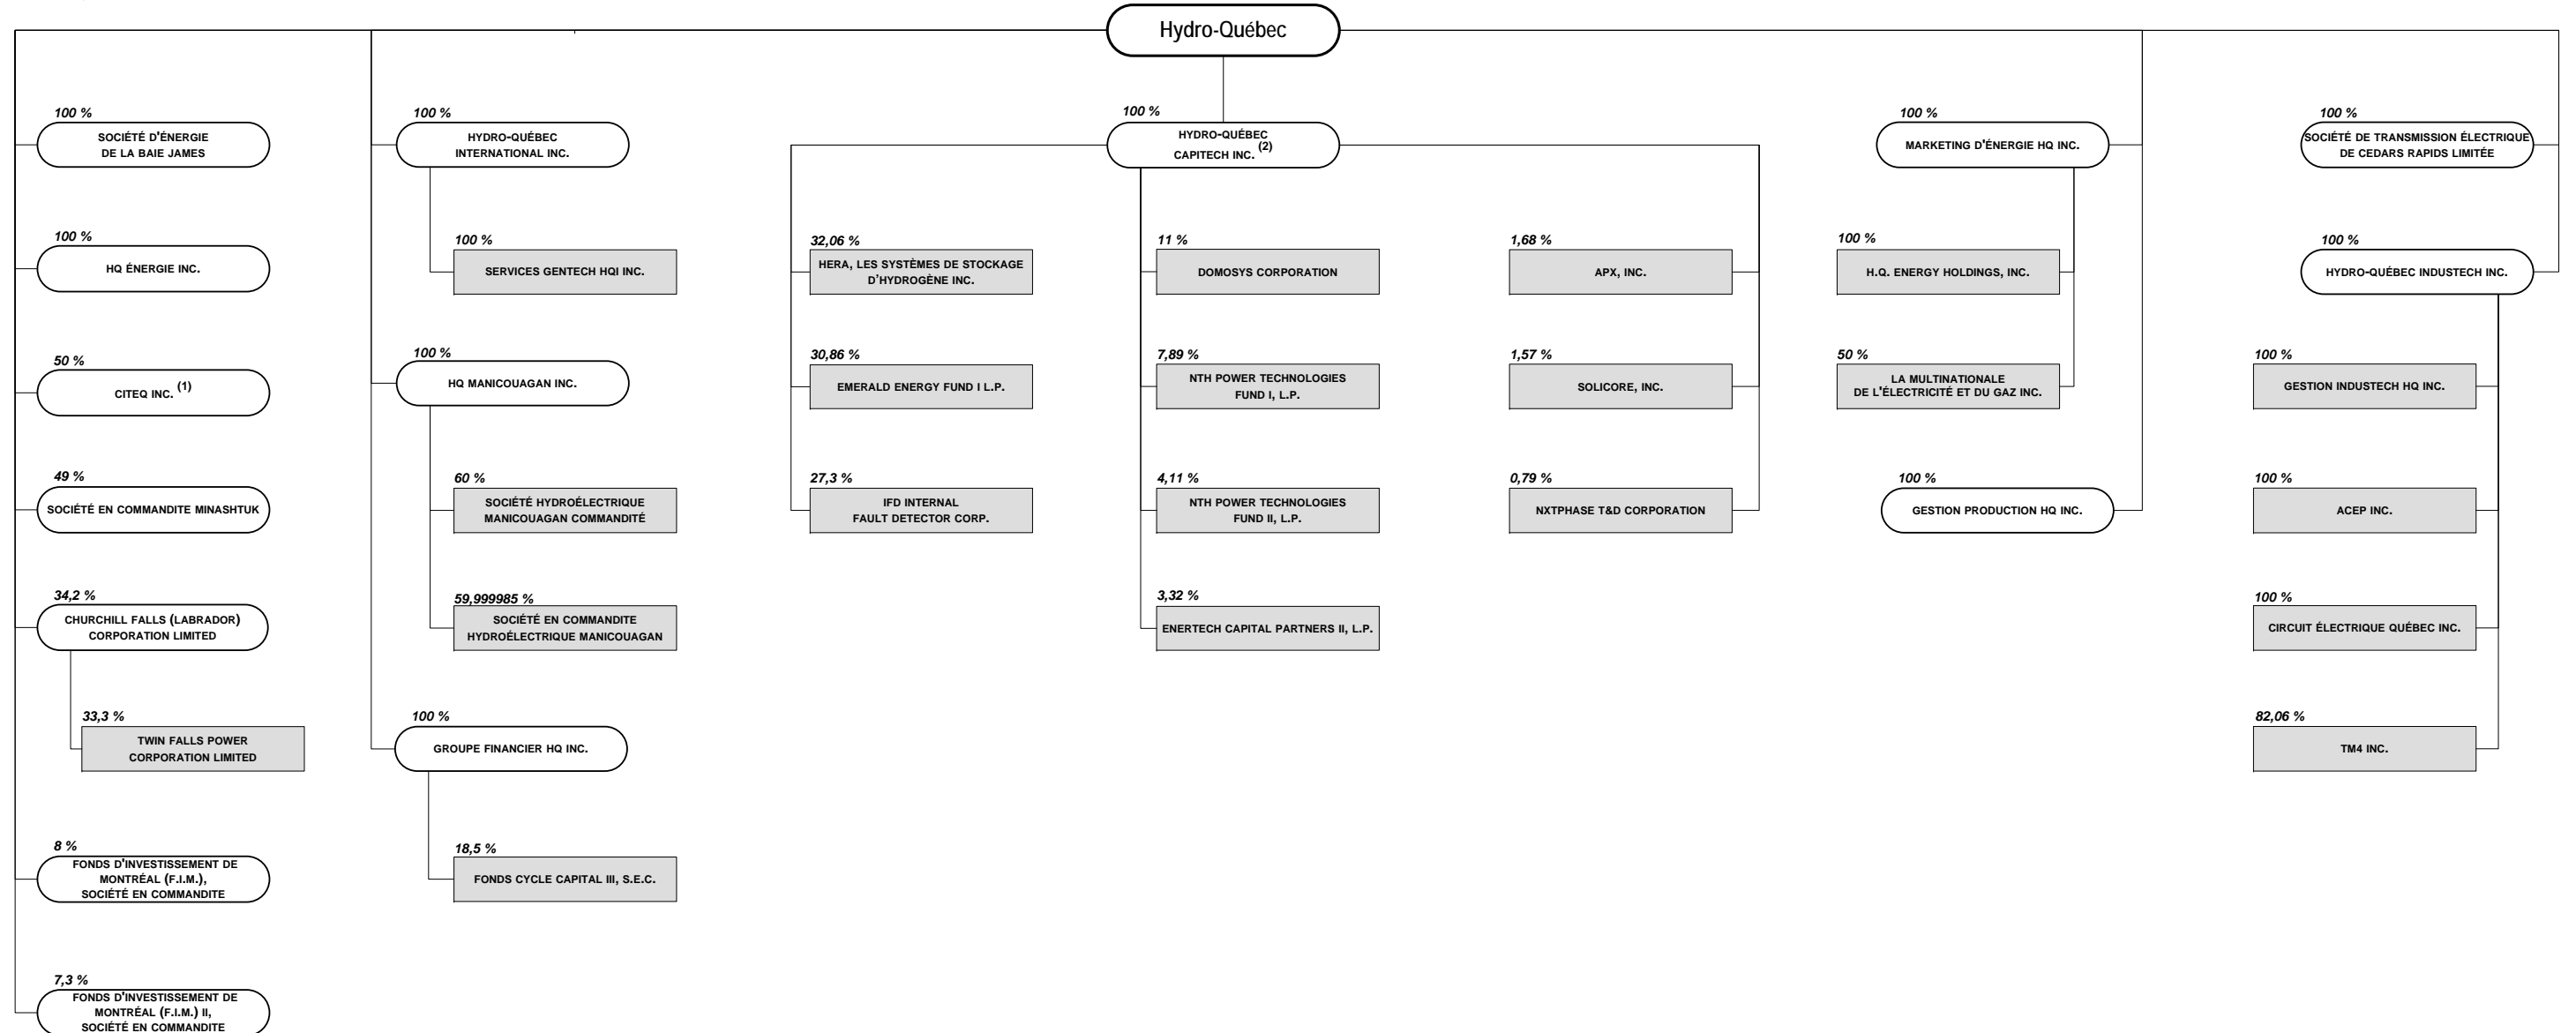 Hydro-Québec
100 %
SOCIÉTÉ D'ÉNERGIE
DE LA BAIE JAMES
100 %
HQ ÉNERGIE INC.
50 %
CITEQ INC. (1)
49 %
SOCIÉTÉ EN COMMANDITE MINASHTUK
34,2 %
CHURCHILL FALLS (LABRADOR)
CORPORATION LIMITED
33,3 %
TWIN FALLS POWER
CORPORATION LIMITED
8 %
FONDS D'INVESTISSEMENT DE
MONTRÉAL (F.I.M.),
SOCIÉTÉ EN COMMANDITE
7,3 %
FONDS D'INVESTISSEMENT DE
MONTRÉAL (F.I.M.) II,
SOCIÉTÉ EN COMMANDITE
100 %
HYDRO-QUÉBEC
INTERNATIONAL INC.
100 %
SERVICES GENTECH HQI INC.
100 %
HQ MANICOUAGAN INC.
60 %
SOCIÉTÉ HYDROÉLECTRIQUE
MANICOUAGAN COMMANDITÉ
59,999985 %
SOCIÉTÉ EN COMMANDITE
HYDROÉLECTRIQUE MANICOUAGAN
100 %
GROUPE FINANCIER HQ INC.
18,5 %
FONDS CYCLE CAPITAL III, S.E.C.
100 %
HYDRO-QUÉBEC
CAPITECH INC. (2)
32,06 %
HERA, LES SYSTÈMES DE STOCKAGE
D'HYDROGÈNE INC.
30,86 %
EMERALD ENERGY FUND I L.P.
27,3 %
IFD INTERNAL
FAULT DETECTOR CORP.
11 %
DOMOSYS CORPORATION
7,89 %
NTH POWER TECHNOLOGIES
FUND I, L.P.
4,11 %
NTH POWER TECHNOLOGIES
FUND II, L.P.
3,32 %
ENERTECH CAPITAL PARTNERS II, L.P.
1,68 %
APX, INC.
1,57 %
SOLICORE, INC.
0,79 %
NXTPHASE T&D CORPORATION
100 %
MARKETING D'ÉNERGIE HQ INC.
100 %
H.Q. ENERGY HOLDINGS, INC.
50 %
LA MULTINATIONALE
DE L'ÉLECTRICITÉ ET DU GAZ INC.
100 %
GESTION PRODUCTION HQ INC.
100 %
SOCIÉTÉ DE TRANSMISSION ÉLECTRIQUE
DE CEDARS RAPIDS LIMITÉE
100 %
HYDRO-QUÉBEC INDUSTECH INC.
100 %
GESTION INDUSTECH HQ INC.
100 %
ACEP INC.
100 %
CIRCUIT ÉLECTRIQUE QUÉBEC INC.
82,06 %
TM4 INC.